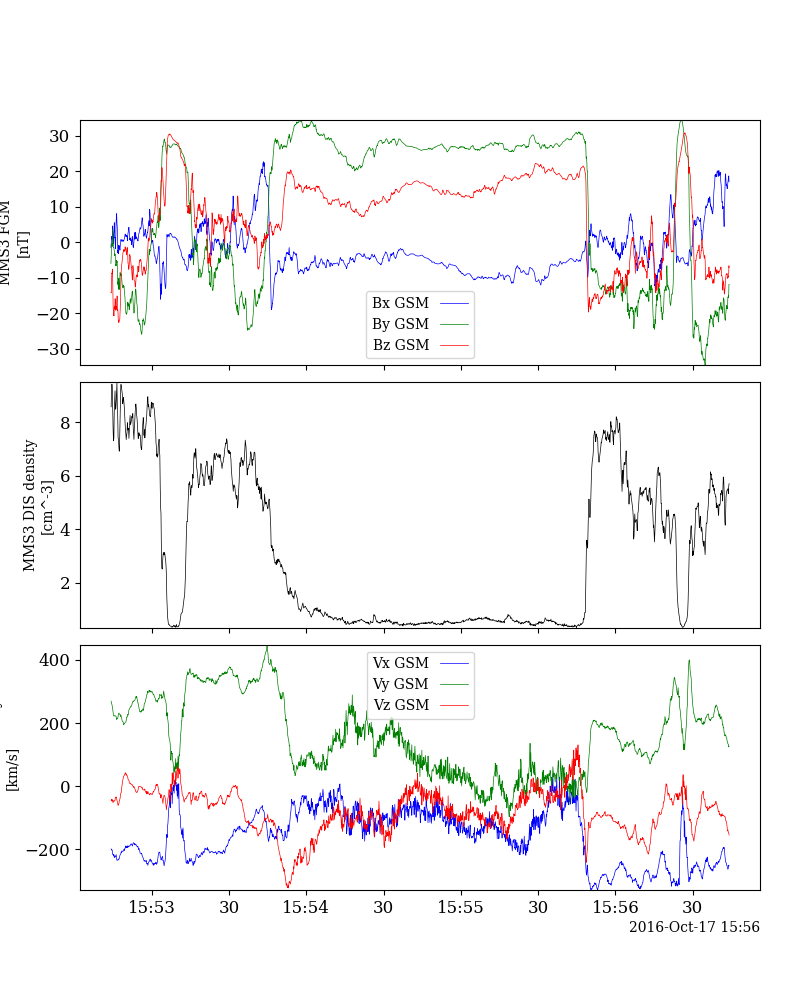 30
20
10
0
−10
−20
−30
MMS3 FGM
[nT]
Bx GSM
By GSM
Bz GSM
8
6
4
2
MMS3 DIS density
[cm^-3]
400
200
0
−200
[km/s]
Vx GSM
Vy GSM
Vz GSM
15:53
30
15:54
30
15:55
30
15:56
30
2016-Oct-17 15:56